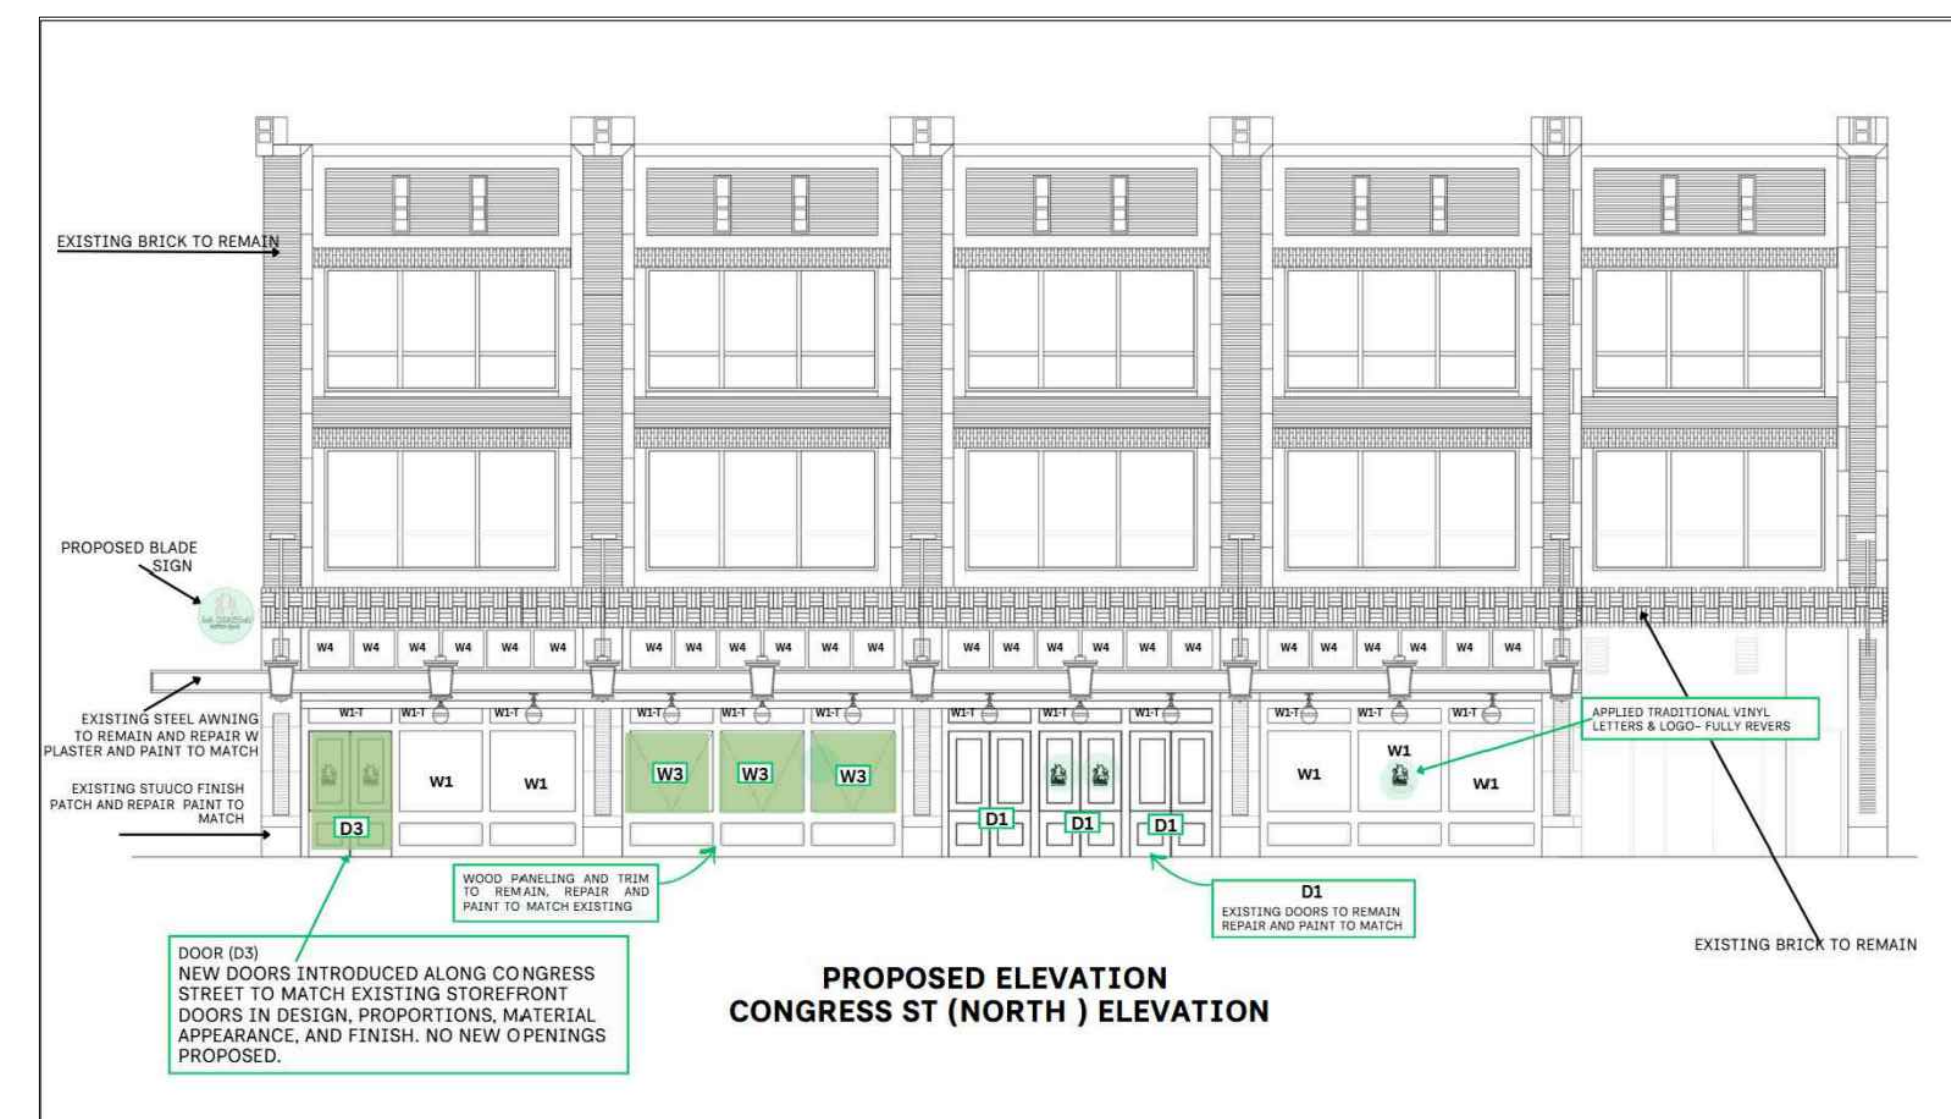 EXISTING BRICK TO REMAIN
PROPOSED BLADE
SIGN
W4 W4 W4 W4 W4 W4 W4 W4 W4 W4 W4 W4 W4 W4 W4 W4 W4 W4 W4 W4 W4 W4 W4 W4
EXISTING STEEL AWNING
TO REMAIN AND REPAIR W
PLASTER AND PAINT TO MATCH
W1-T W1-T W1-T W1-T W1-T W1-T W1-T W1-T W1-T W1-T W1-T W1-T
APPLIED TRADITIONAL VINYL
LETTERS & LOGO- FULLY REVERS
W1
W1 W1 W3 W3 W3 W1 W1
EXISTING STUUCO FINISH
PATCH AND REPAIR PAINT TO
MATCH
D3 D1 D1 D1
WOOD PANELING AND TRIM
TO REMAIN, REPAIR AND
PAINT TO MATCH EXISTING
D1
EXISTING DOORS TO REMAIN
REPAIR AND PAINT TO MATCH
EXISTING BRICK TO REMAIN
DOOR (D3)
NEW DOORS INTRODUCED ALONG CONGRESS
STREET TO MATCH EXISTING STOREFRONT
DOORS IN DESIGN, PROPORTIONS, MATERIAL
APPEARANCE, AND FINISH. NO NEW OPENINGS
PROPOSED.
PROPOSED ELEVATION
CONGRESS ST (NORTH ) ELEVATION